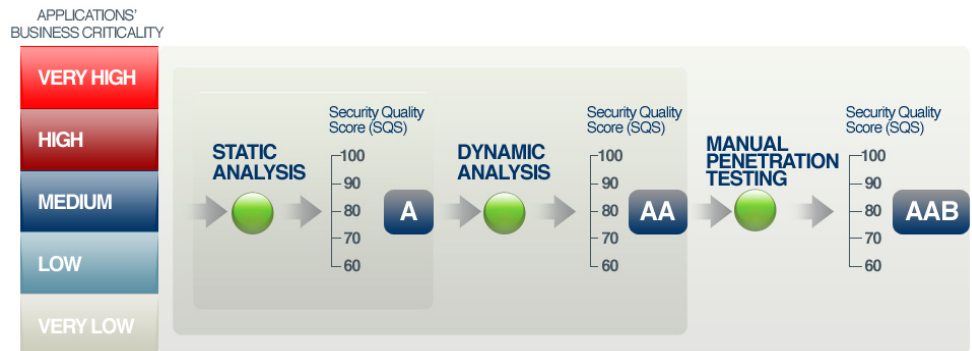 APPLICATIONS'
BUSINESS CRITICALITY
VERY HIGH
HIGH
MEDIUM
LOW
VERY LOW
STATIC
ANALYSIS
Security Quality
Score (SQS)
100
90
80
70
60
A
DYNAMIC
ANALYSIS
Security Quality
Score (SQS)
100
90
80
70
60
AA
MANUAL
PENETRATION
TESTING
Security Quality
Score (SQS)
100
90
80
70
60
AAB